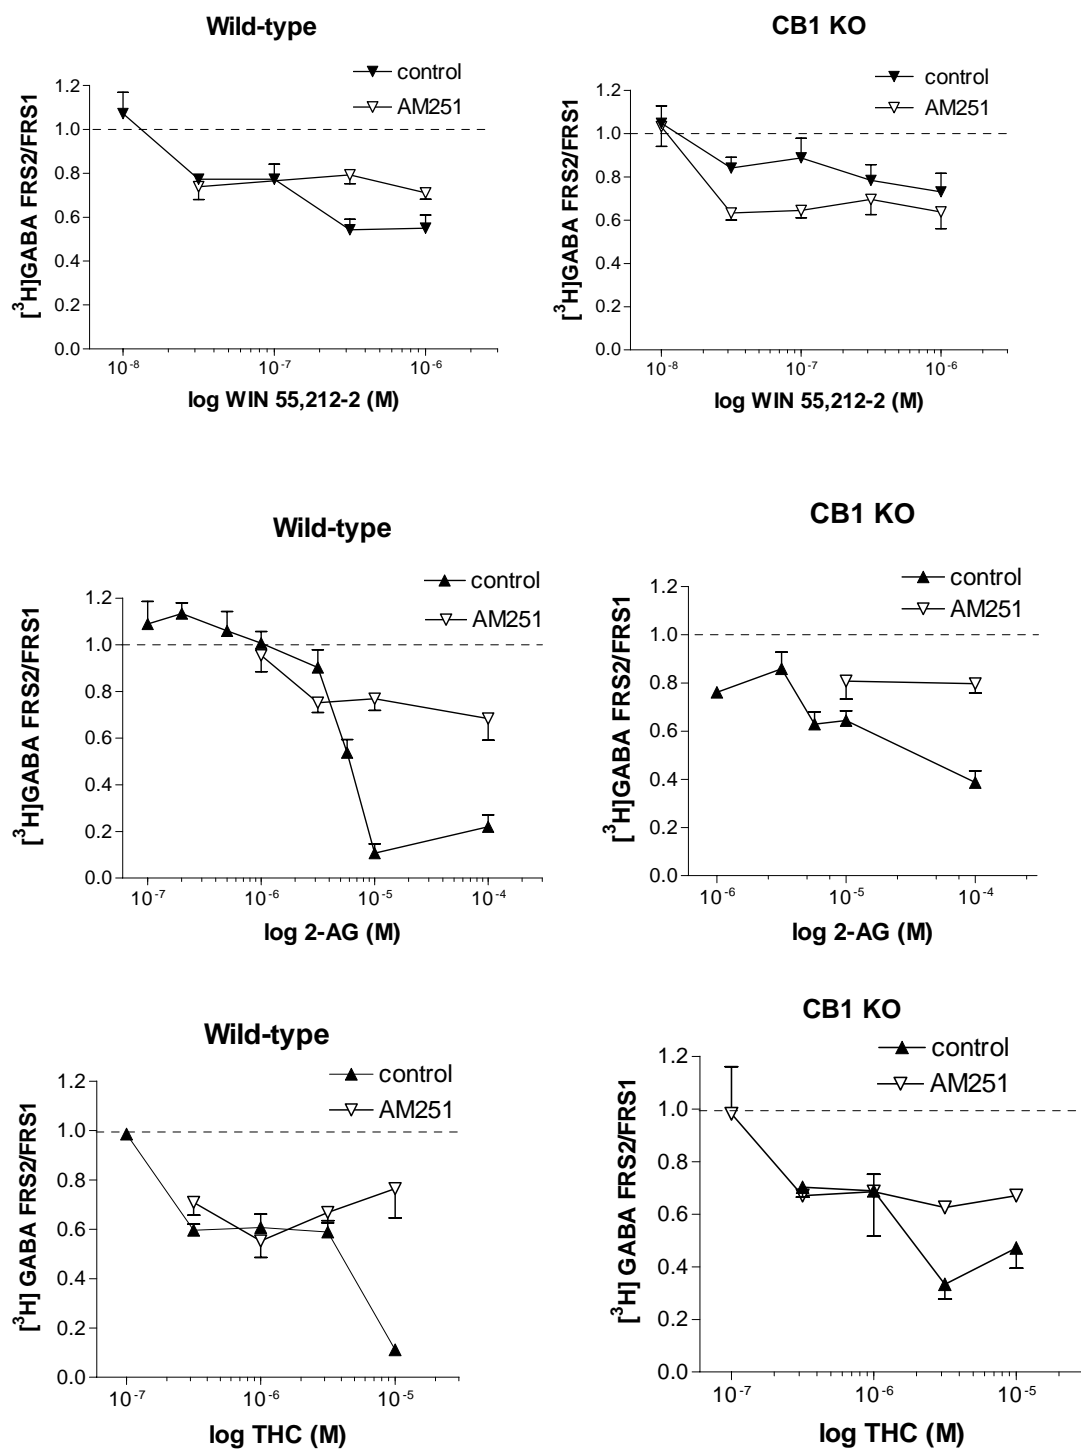 Wild-type
control
AM251
[³H]GABA FRS2/FRS1
1.2
1.0
0.8
0.6
0.4
0.2
0.0
10⁻⁸
10⁻⁷
10⁻⁶
log WIN 55,212-2 (M)
CB1 KO
control
AM251
[³H]GABA FRS2/FRS1
1.2
1.0
0.8
0.6
0.4
0.2
0.0
10⁻⁸
10⁻⁷
10⁻⁶
log WIN 55,212-2 (M)
Wild-type
control
AM251
[³H]GABA FRS2/FRS1
1.2
1.0
0.8
0.6
0.4
0.2
0.0
10⁻⁷
10⁻⁶
10⁻⁵
10⁻⁴
log 2-AG (M)
CB1 KO
control
AM251
[³H]GABA FRS2/FRS1
1.2
1.0
0.8
0.6
0.4
0.2
0.0
10⁻⁶
10⁻⁵
10⁻⁴
log 2-AG (M)
Wild-type
control
AM251
[³H] GABA FRS2/FRS1
1.2
1.0
0.8
0.6
0.4
0.2
0.0
10⁻⁷
10⁻⁶
10⁻⁵
log THC (M)
CB1 KO
control
AM251
[³H] GABA FRS2/FRS1
1.2
1.0
0.8
0.6
0.4
0.2
0.0
10⁻⁷
10⁻⁶
10⁻⁵
log THC (M)